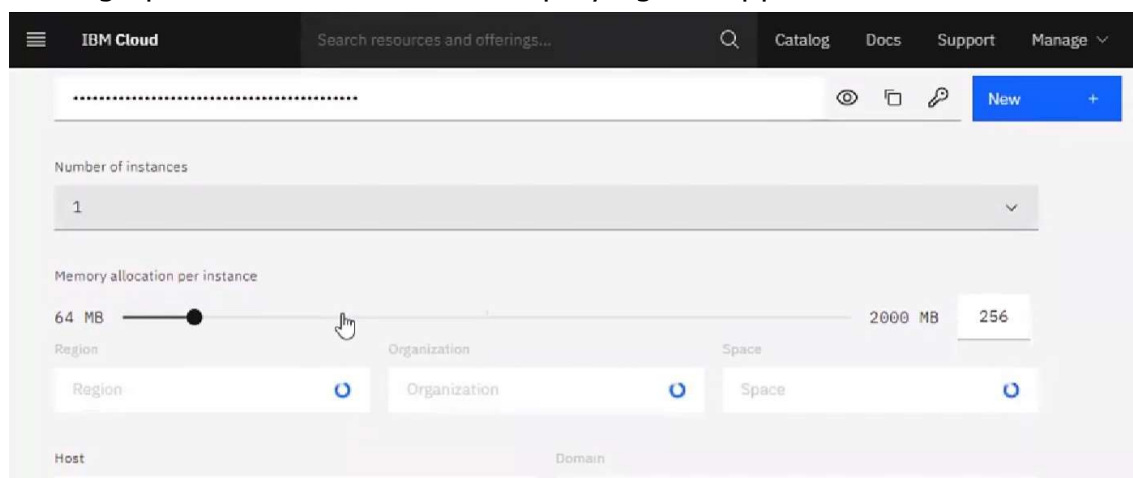 IBM Cloud Search resources and offerings... Catalog Docs Support Manage
•••••••••••••••••••••••••••••••••••••••••••• New +
Number of instances
1
Memory allocation per instance
64 MB 2000 MB 256
Region Organization Space
Region Organization Space
Host Domain